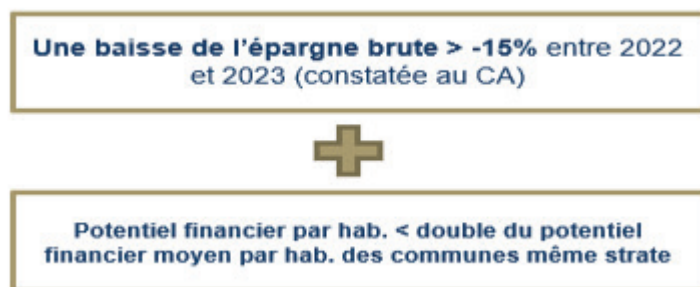 Une baisse de l'épargne brute > -15% entre 2022
et 2023 (constatée au CA)
Potentiel financier par hab. < double du potentiel
financier moyen par hab. des communes même strate